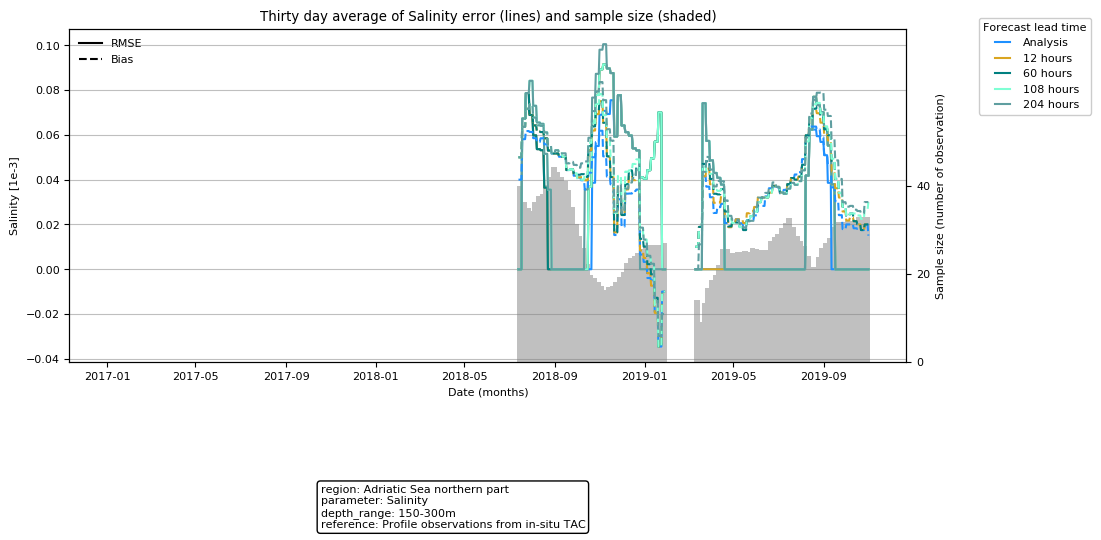 Thirty day average of Salinity error (lines) and sample size (shaded)
Forecast lead time
Analysis
12 hours
60 hours
108 hours
204 hours
RMSE
Bias
Salinity [1e-3]
0.10
0.08
0.06
0.04
0.02
0.00
−0.02
−0.04
Sample size (number of observation)
40
20
0
2017-01 2017-05 2017-09 2018-01 2018-05 2018-09 2019-01 2019-05 2019-09
Date (months)
region: Adriatic Sea northern part
parameter: Salinity
depth_range: 150-300m
reference: Profile observations from in-situ TAC